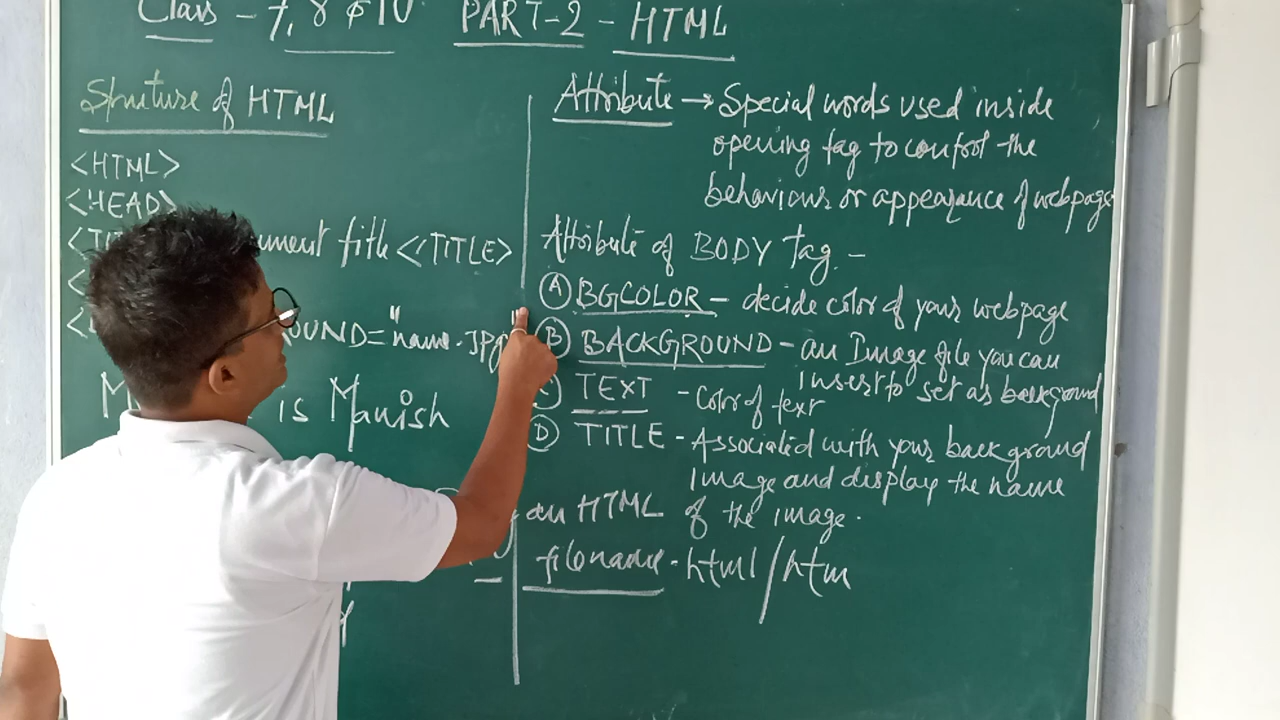 Class - 7, 8 & 10 PART-2 - HTML
Structure of HTML
<HTML>
<HEAD>
ument title <(TITLE>
OUND="name.JPg
is Manish
Attribute → Special words used inside
opening tag to control the
behaviour or appearance of webpage
Attribute of BODY Tag -
(A) BGCOLOR - decide color of your webpage
(B) BACKGROUND - an Image file you can
insert to set as background
TEXT - Color of text
(D) TITLE - Associated with your background
image and display the name
of the image.
an HTML
filename.html/htm